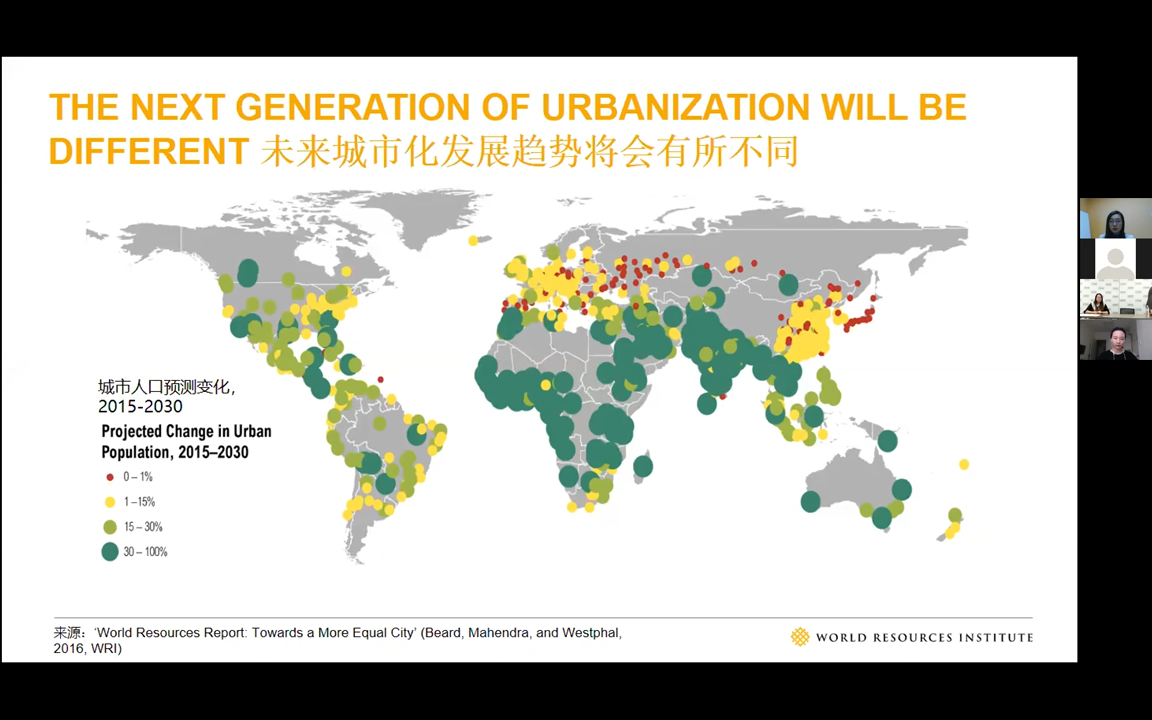 THE NEXT GENERATION OF URBANIZATION WILL BE
DIFFERENT 未来城市化发展趋势将会有所不同
城市人口预测变化,
2015-2030
Projected Change in Urban
Population, 2015–2030
0 – 1%
1 –15%
15 – 30%
30 – 100%
来源: ‘World Resources Report: Towards a More Equal City’ (Beard, Mahendra, and Westphal,
2016, WRI)
WORLD RESOURCES INSTITUTE